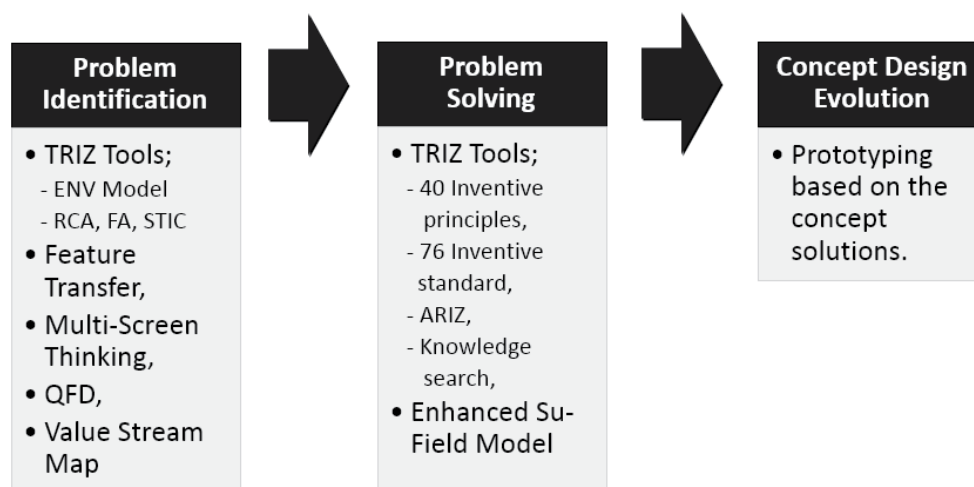 Problem
Identification
• TRIZ Tools;
- ENV Model
- RCA, FA, STIC
• Feature
Transfer,
• Multi-Screen
Thinking,
• QFD,
• Value Stream
Map
Problem
Solving
• TRIZ Tools;
- 40 Inventive
principles,
- 76 Inventive
standard,
- ARIZ,
- Knowledge
search,
• Enhanced Su-
Field Model
Concept Design
Evolution
• Prototyping
based on the
concept
solutions.